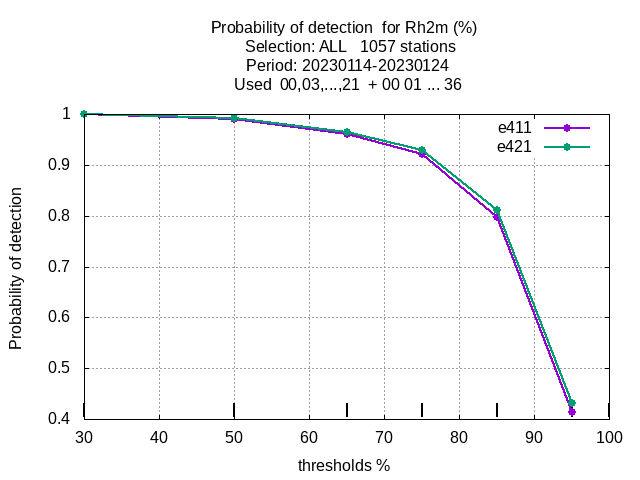 Probability of detection  for Rh2m (%)
Selection: ALL   1057 stations
Period: 20230114-20230124
Used  00,03,...,21  + 00 01 ... 36
e411
e421
1
0.9
0.8
0.7
0.6
0.5
0.4
Probability of detection
30 40 50 60 70 80 90 100
thresholds %